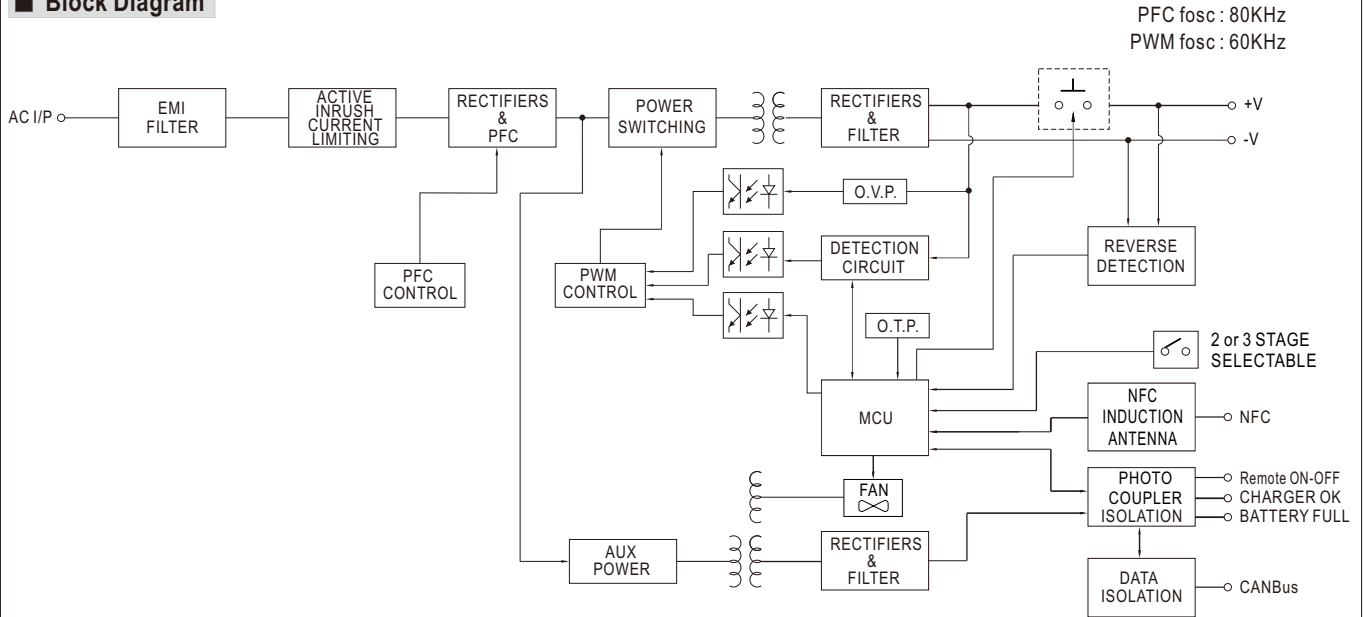 ■ Block Diagram
PFC fosc : 80KHz
PWM fosc : 60KHz
AC I/P
EMI
FILTER
ACTIVE
INRUSH
CURRENT
LIMITING
RECTIFIERS
&
PFC
POWER
SWITCHING
RECTIFIERS
&
FILTER
+V
-V
O.V.P.
DETECTION
CIRCUIT
REVERSE
DETECTION
PFC
CONTROL
PWM
CONTROL
O.T.P.
2 or 3 STAGE
SELECTABLE
MCU
NFC
INDUCTION
ANTENNA
NFC
FAN
PHOTO
COUPLER
ISOLATION
Remote ON-OFF
CHARGER OK
BATTERY FULL
AUX
POWER
RECTIFIERS
&
FILTER
DATA
ISOLATION
CANBus